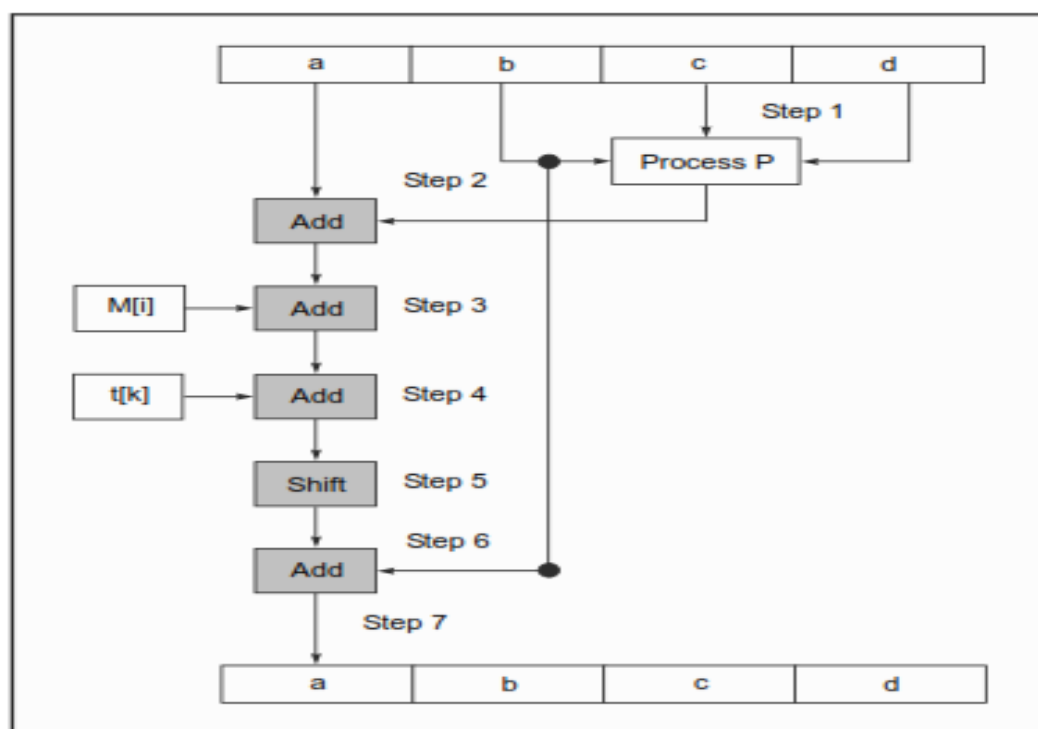 a b c d
Step 1
Process P
Step 2
Add
M[i] Add Step 3
t[k] Add Step 4
Shift Step 5
Step 6
Add
Step 7
a b c d